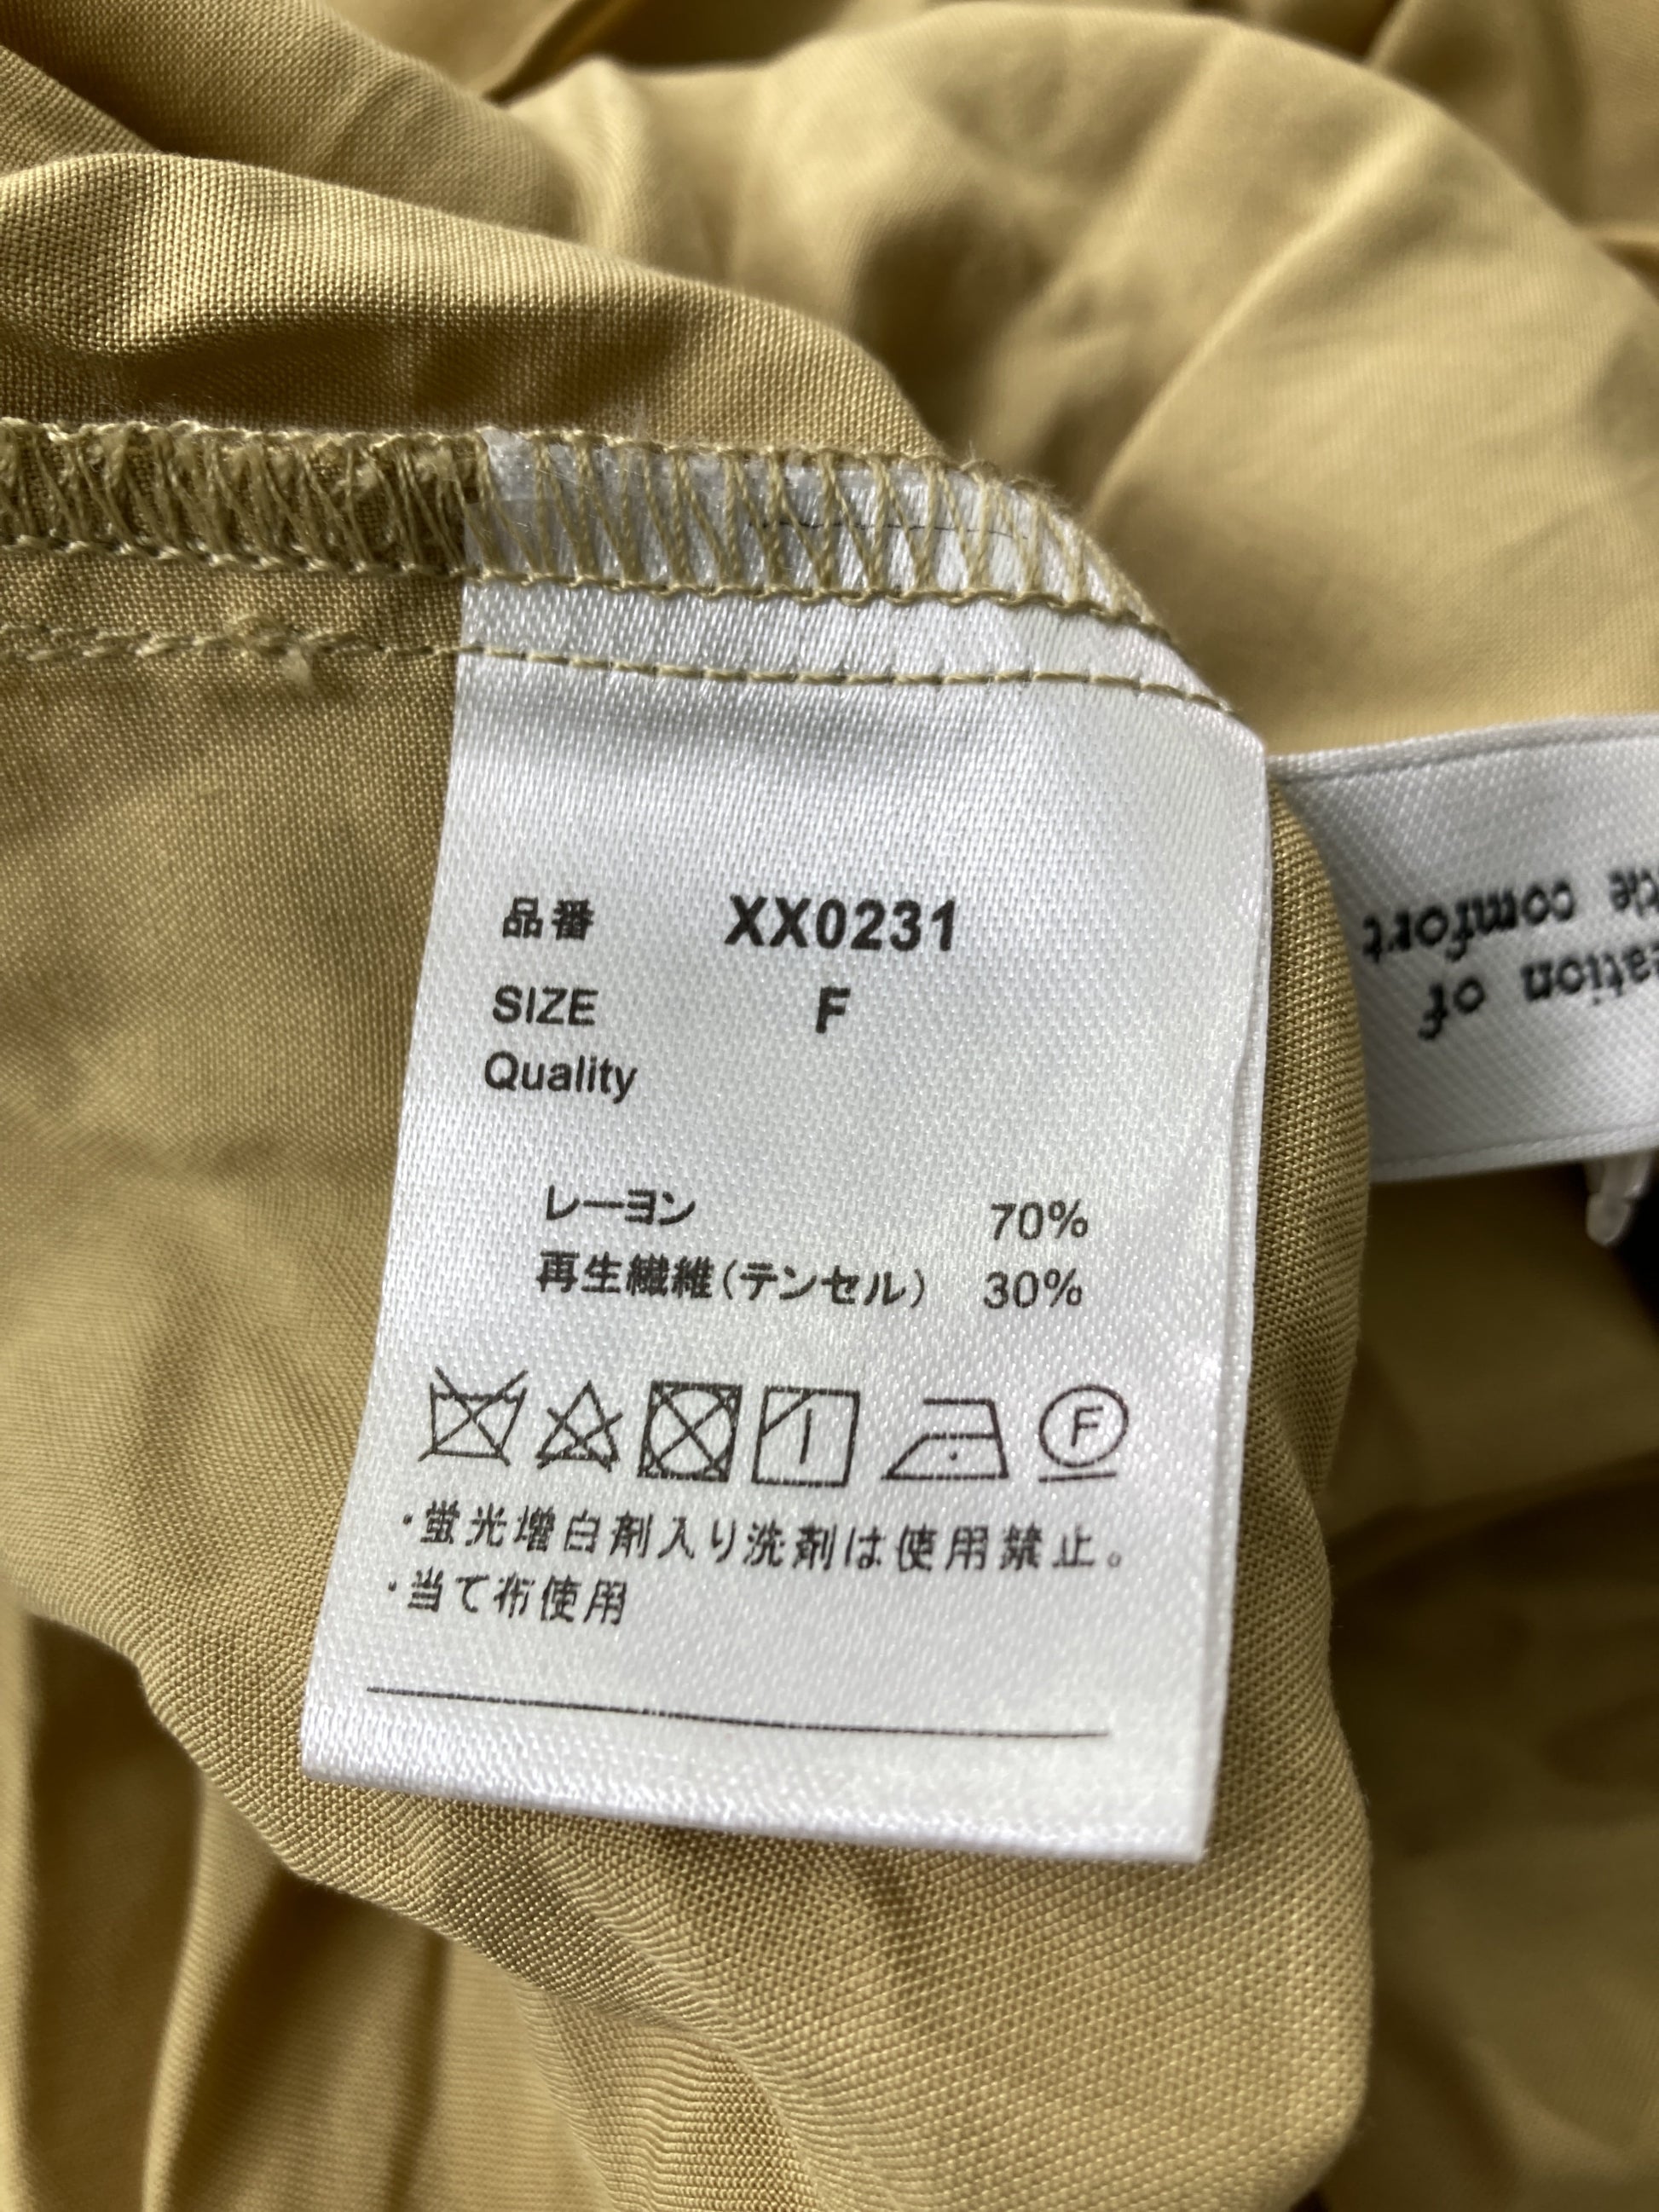 品番 XX0231
SIZE F
Quality
レーヨン 70%
再生繊維(テンセル) 30%
F
・蛍光増白剤入り洗剤は使用禁止。
・当て布使用
of
comfort